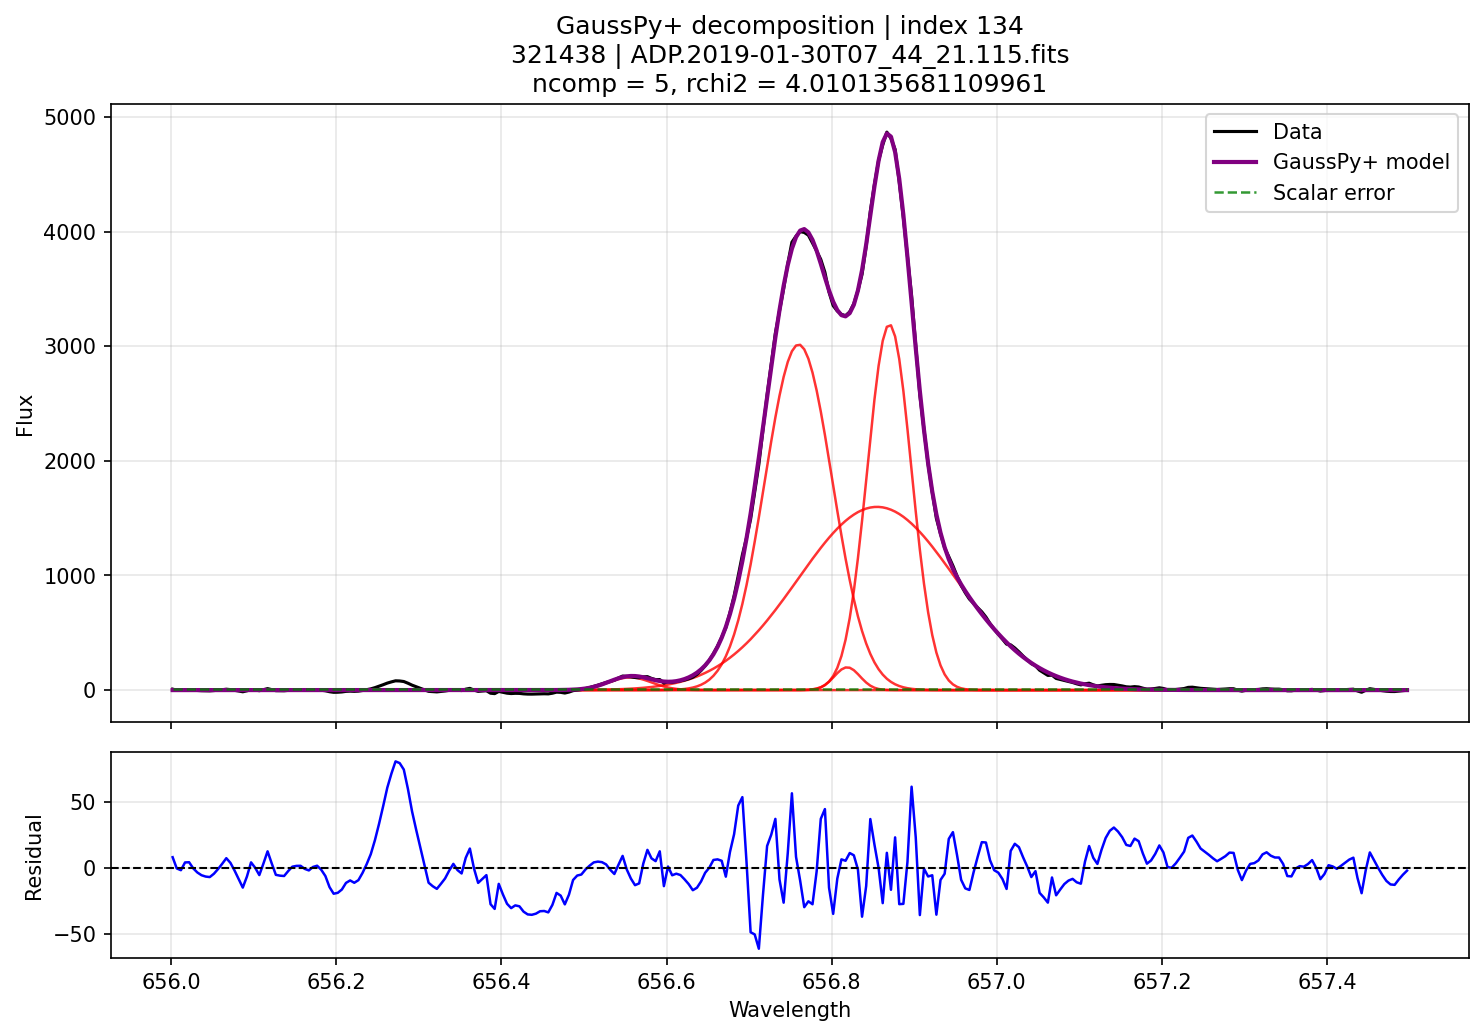 GaussPy+ decomposition | index 134
321438 | ADP.2019-01-30T07_44_21.115.fits
ncomp = 5, rchi2 = 4.010135681109961
Data
GaussPy+ model
Scalar error
Flux
5000
4000
3000
2000
1000
0
Residual
50
0
−50
656.0 656.2 656.4 656.6 656.8 657.0 657.2 657.4
Wavelength